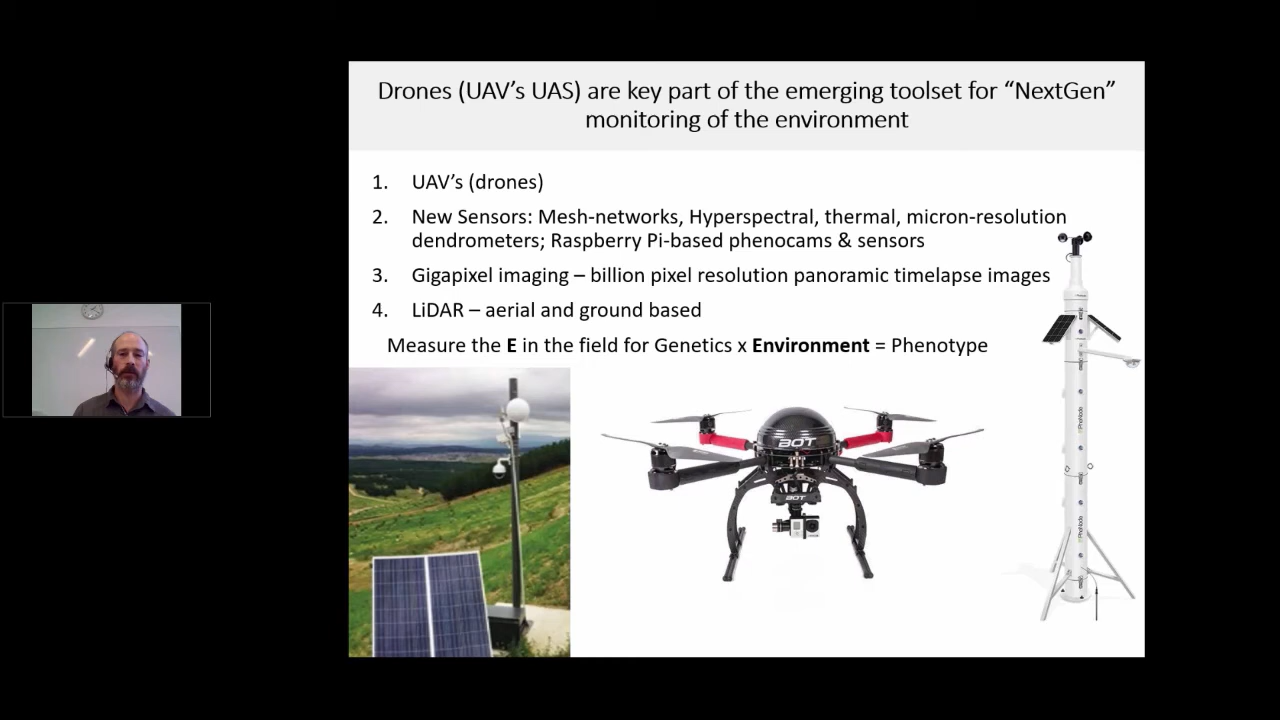 Drones (UAV's UAS) are key part of the emerging toolset for “NextGen”
monitoring of the environment
1. UAV's (drones)
2. New Sensors: Mesh-networks, Hyperspectral, thermal, micron-resolution
dendrometers; Raspberry Pi-based phenocams & sensors
3. Gigapixel imaging – billion pixel resolution panoramic timelapse images
4. LiDAR – aerial and ground based
Measure the E in the field for Genetics x Environment = Phenotype
BOT
BOT
PheNode
PheNode